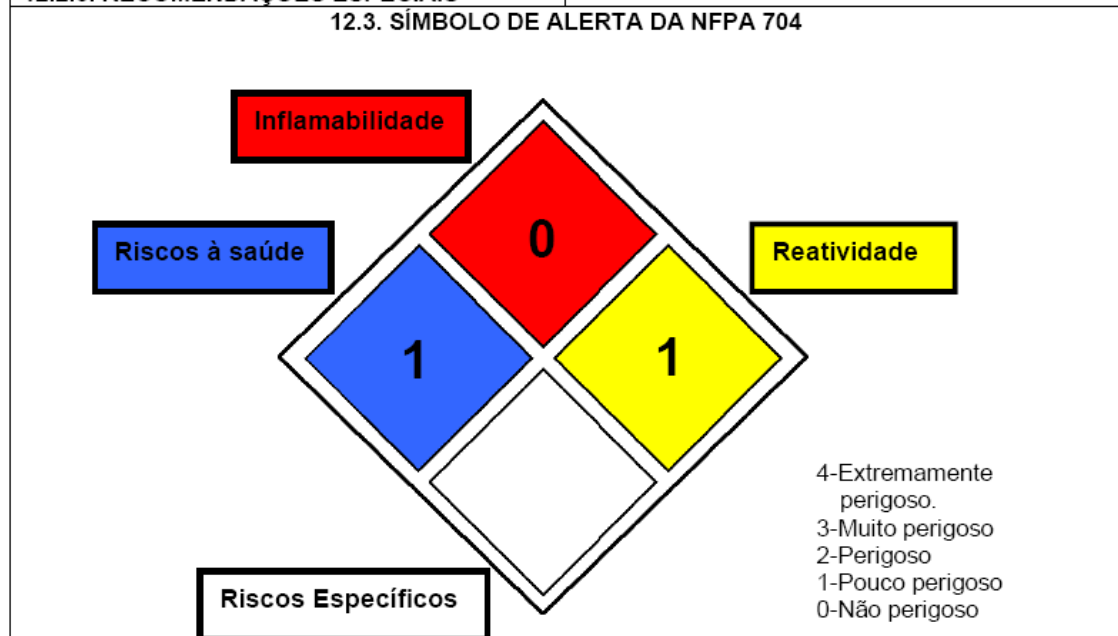 12.3. SÍMBOLO DE ALERTA DA NFPA 704
Inflamabilidade
Riscos à saúde
Reatividade
0
1
1
4-Extremamente
perigoso.
3-Muito perigoso
2-Perigoso
1-Pouco perigoso
0-Não perigoso
Riscos Específicos